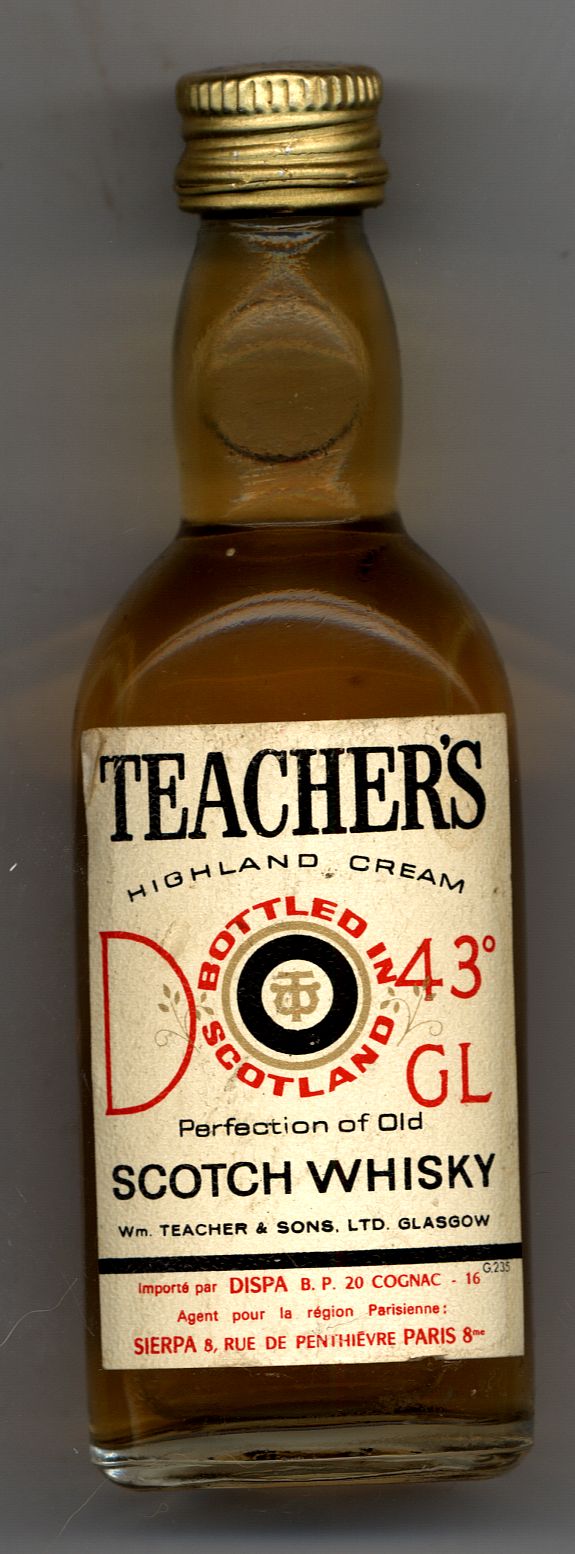 TEACHER'S
HIGHLAND CREAM
BOTTLED IN
SCOTLAND
D
43°
GL
Perfection of Old
SCOTCH WHISKY
Wm. TEACHER & SONS. LTD. GLASGOW
G.235
Importé par DISPA B. P. 20 COGNAC - 16
Agent pour la région Parisienne:
SIERPA 8, RUE DE PENTHIÈVRE PARIS 8me